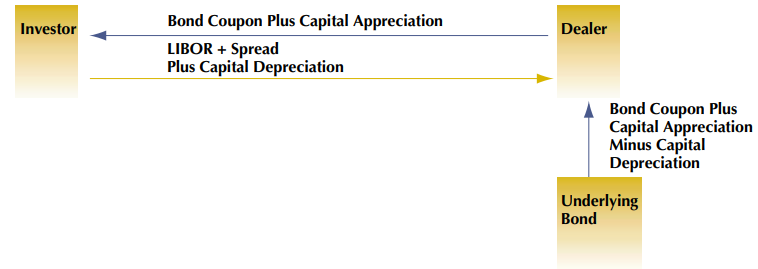 Investor
Bond Coupon Plus Capital Appreciation
LIBOR + Spread
Plus Capital Depreciation
Dealer
Bond Coupon Plus
Capital Appreciation
Minus Capital
Depreciation
Underlying
Bond